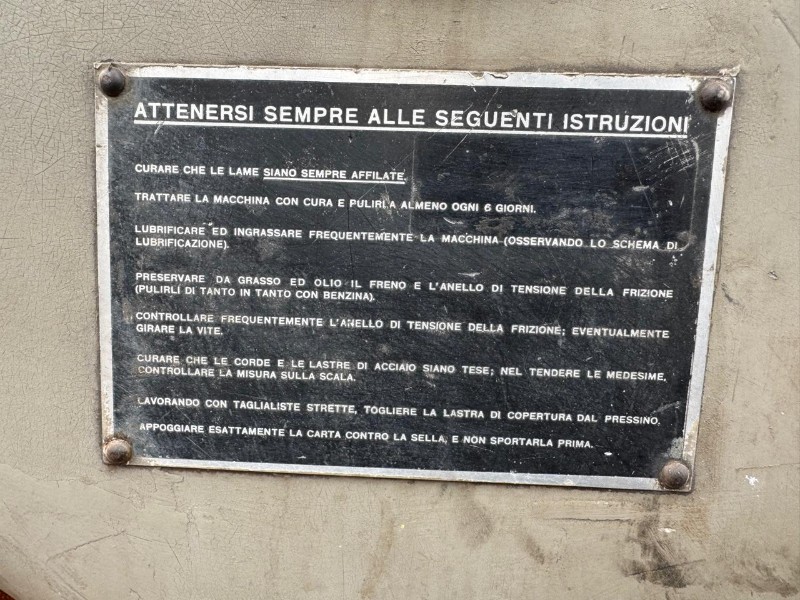 ATTENERSI SEMPRE ALLE SEGUENTI ISTRUZIONI
CURARE CHE LE LAME SIANO SEMPRE AFFILATE.
TRATTARE LA MACCHINA CON CURA E PULIRLA ALMENO OGNI 6 GIORNI.
LUBRIFICARE ED INGRASSARE FREQUENTEMENTE LA MACCHINA (OSSERVANDO LO SCHEMA DI
LUBRIFICAZIONE).
PRESERVARE DA GRASSO ED OLIO IL FRENO E L'ANELLO DI TENSIONE DELLA FRIZIONE
(PULIRLI DI TANTO IN TANTO CON BENZINA).
CONTROLLARE FREQUENTEMENTE L'ANELLO DI TENSIONE DELLA FRIZIONE; EVENTUALMENTE
GIRARE LA VITE.
CURARE CHE LE CORDE E LE LASTRE DI ACCIAIO SIANO TESE; NEL TENDERE LE MEDESIME,
CONTROLLARE LA MISURA SULLA SCALA.
LAVORANDO CON TAGLIALISTE STRETTE, TOGLIERE LA LASTRA DI COPERTURA DAL PRESSINO.
APPOGGIARE ESATTAMENTE LA CARTA CONTRO LA SELLA, E NON SPORTARLA PRIMA.